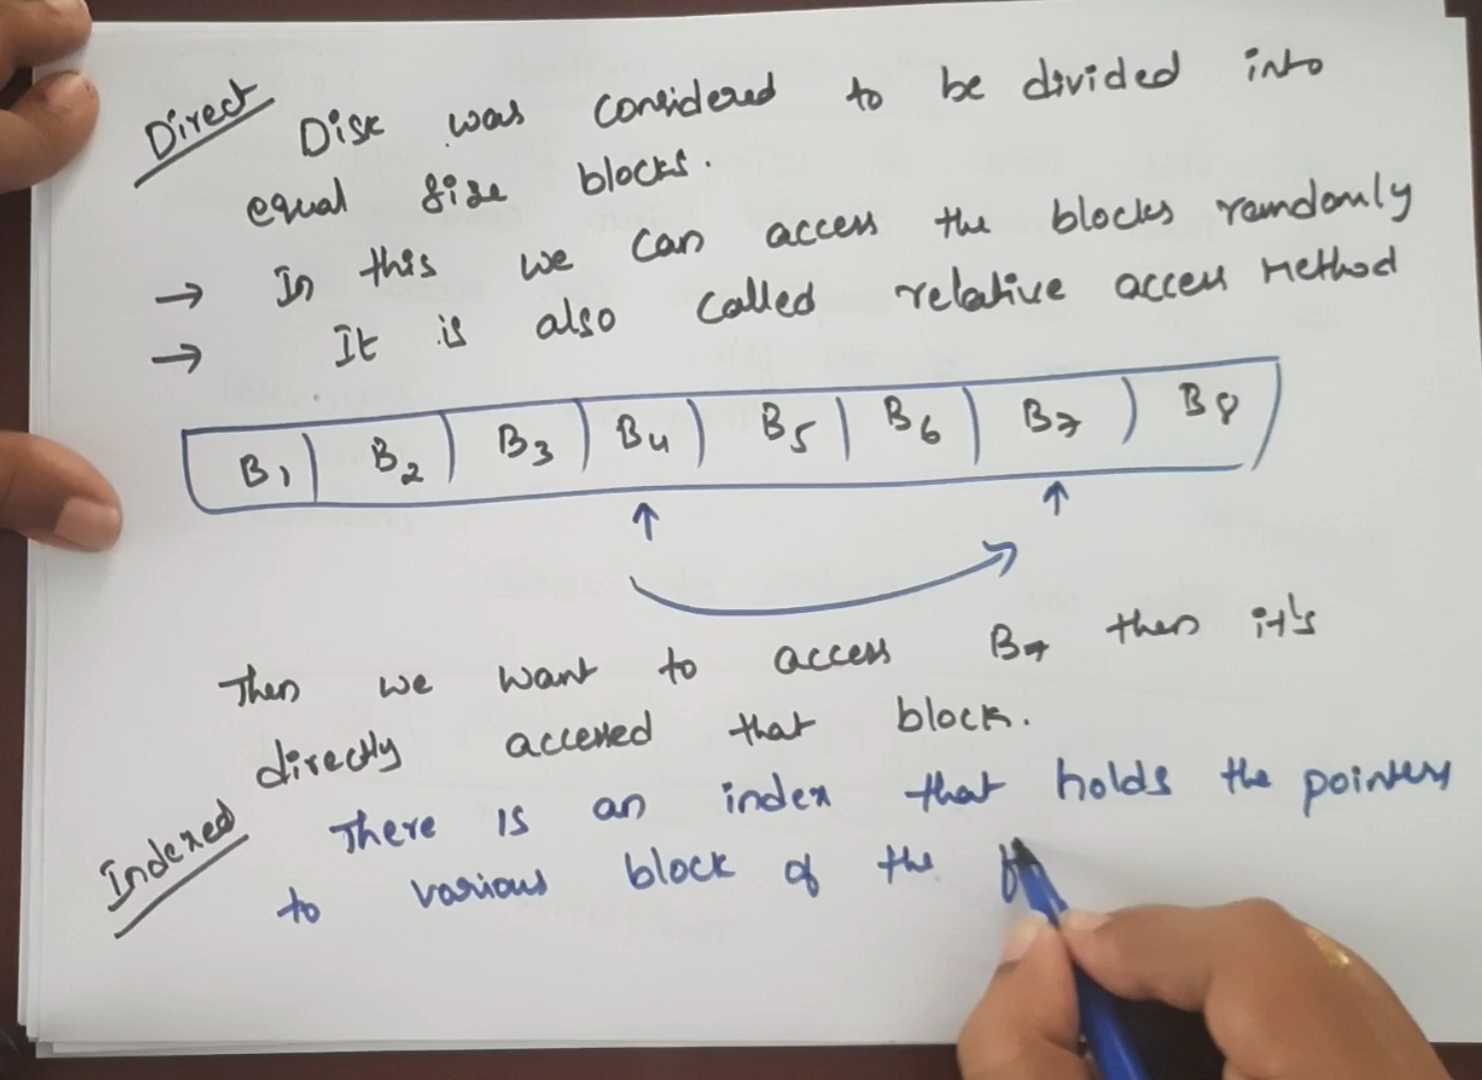 Direct Disk was considered to be divided into
equal size blocks.
→ In this we can access the blocks randomly
→ It is also called relative access Method
B1 B2 B3 B4 B5 B6 B7 B8
Then we want to access B7 then it's
directly accessed that block.
Indexed There is an index that holds the pointers
to various block of the